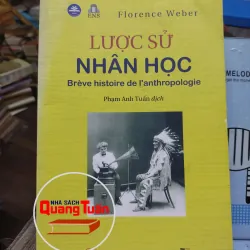 ENS
Florence Weber
LƯỢC SỬ
NHÂN HỌC
Brève histoire de l'anthropologie
Phạm Anh Tuấn dịch
MELOD
NHÀ SÁCH
Quang Tuấn